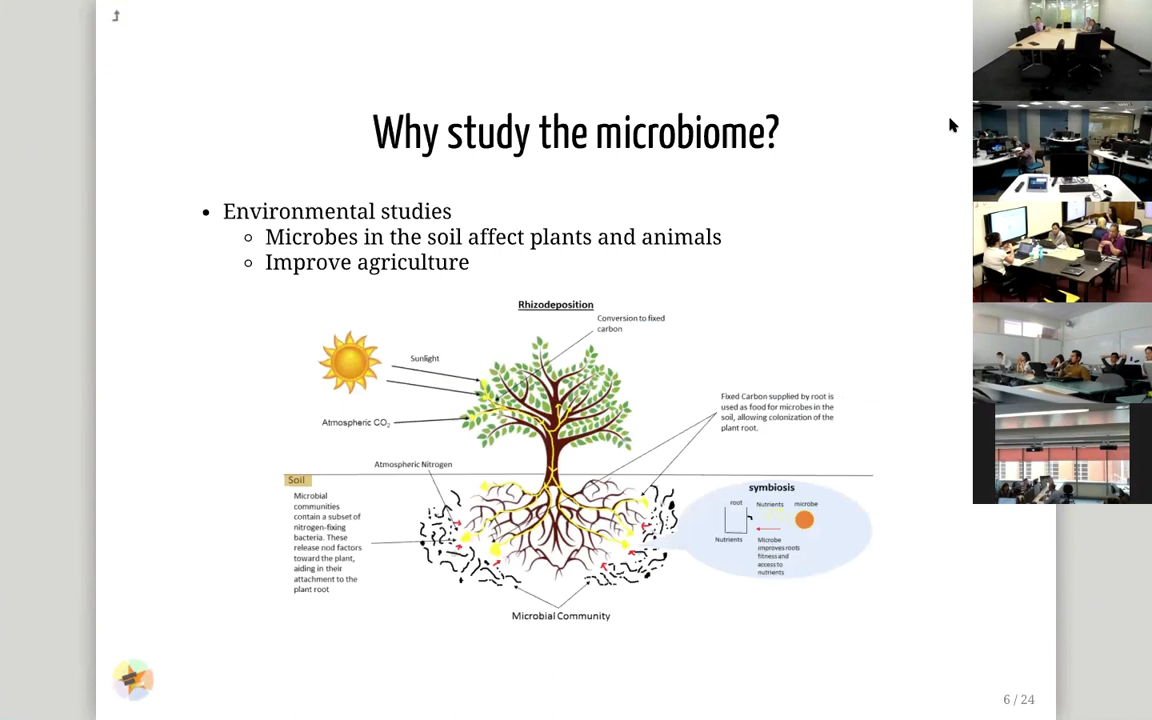 Why study the microbiome?
Environmental studies
Microbes in the soil affect plants and animals
Improve agriculture
Rhizodeposition
Conversion to fixed
carbon
Sunlight
Fixed Carbon supplied by root is
used as food for microbes in the
soil, allowing colonization of the
plant root.
Atmospheric CO2
Atmospheric Nitrogen
Soil
Microbial
communities
contain a subset of
nitrogen-fixing
bacteria. These
release nod factors
toward the plant,
aiding in their
attachment to the
plant root
symbiosis
root
Nutrients
microbe
Nutrients
Microbe
improves roots
fitness and
access to
nutrients
Microbial Community
6 / 24